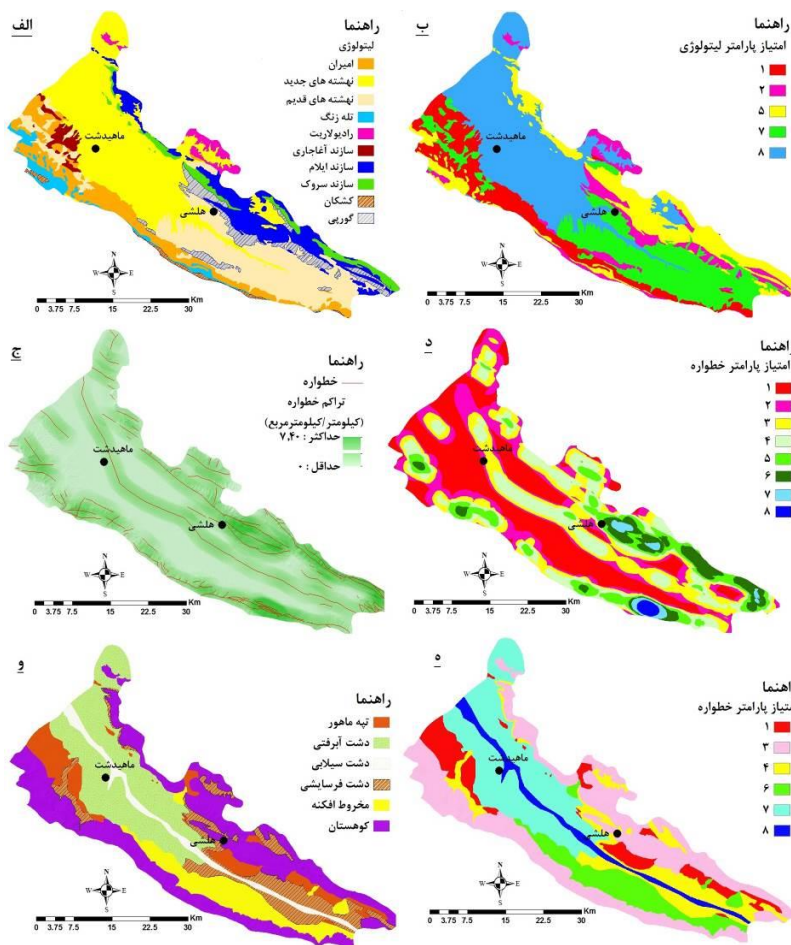 الف
راهنما
لیتولوژی
امیران
نهشته های جدید
نهشته های قدیم
تله زنگ
رادیولاریت
سازند آغاجاری
سازند ایلام
سازند سروک
کشکان
گورپی
ماهیدشت
هلشی
N
W E
S
Km
0 3.75 7.5 15 22.5 30
ب
راهنما
امتیاز پارامتر لیتولوژی
۱
۲
۵
۷
۸
ماهیدشت
هلشی
N
W E
S
Km
0 3.75 7.5 15 22.5 30
ج
راهنما
خطواره
تراکم خطواره
(کیلومتر/کیلومترمربع)
حداکثر : ۷,۴۰
حداقل : ۰
ماهیدشت
هلشی
N
W E
S
Km
0 3.75 7.5 15 22.5 30
د
راهنما
متیاز پارامتر خطواره
۱
۲
۳
۴
۵
۶
۷
۸
ماهیدشت
هلشی
N
W E
S
Km
0 3.75 7.5 15 22.5 30
و
راهنما
تپه ماهور
دشت آبرفتی
دشت سیلابی
دشت فرسایشی
مخروط افکنه
کوهستان
ماهیدشت
هلشی
N
W E
S
Km
0 3.75 7.5 15 22.5 30
ه
راهنما
متیاز پارامتر خطواره
۱
۳
۴
۶
۷
۸
ماهیدشت
هلشی
N
W E
S
Km
0 3.75 7.5 15 22.5 30